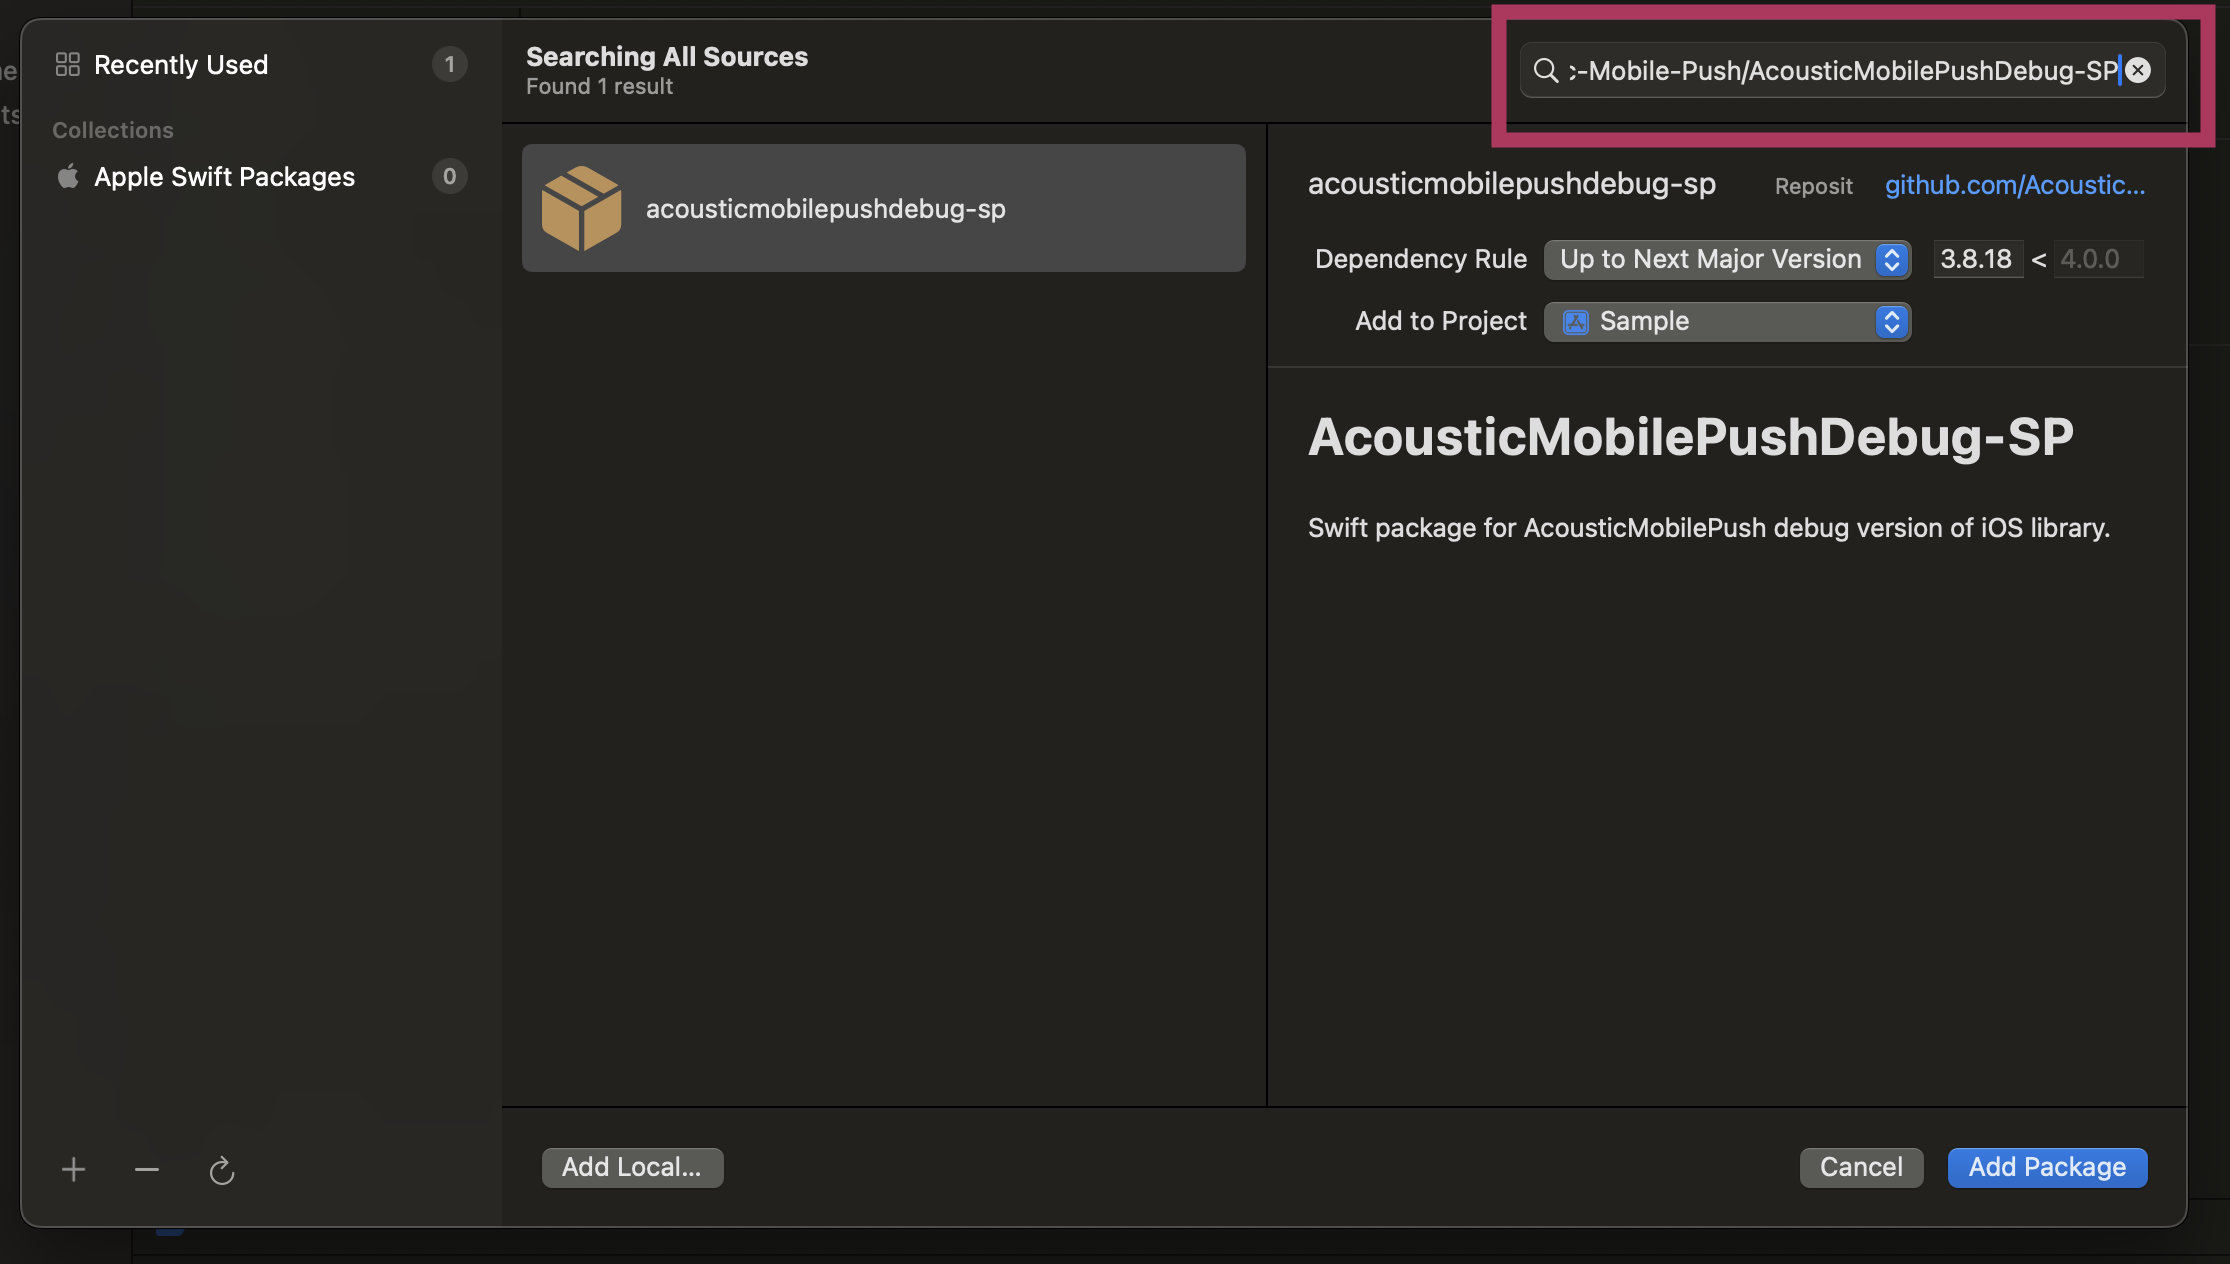 Recently Used 1
Collections
Apple Swift Packages 0
Searching All Sources
Found 1 result
-Mobile-Push/AcousticMobilePushDebug-SP
acousticmobilepushdebug-sp
acousticmobilepushdebug-sp Reposit github.com/Acoustic...
Dependency Rule Up to Next Major Version 3.8.18 < 4.0.0
Add to Project Sample
AcousticMobilePushDebug-SP
Swift package for AcousticMobilePush debug version of iOS library.
Add Local... Cancel Add Package